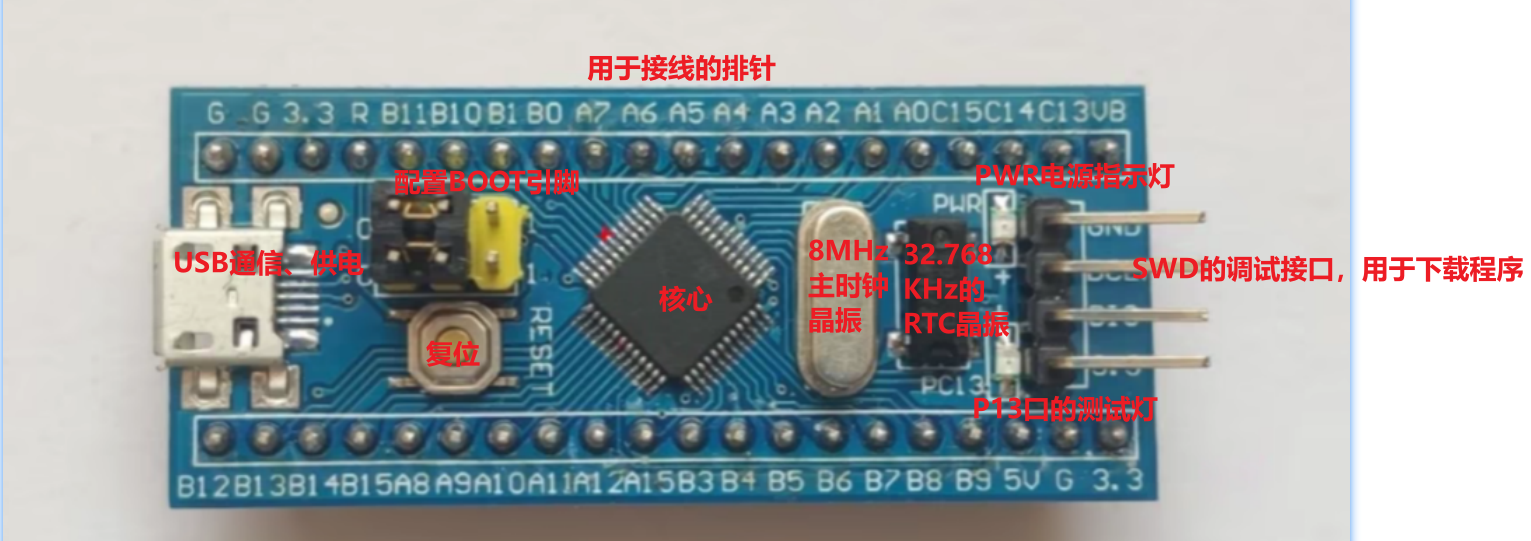 用于接线的排针
G G 3.3 R B11 B10 B1 B0 A7 A6 A5 A4 A3 A2 A1 A0 C15 C14 C13 VB
配置BOOT引脚
PWR电源指示灯
PWR
GND
USB通信、供电
1
1
8MHz
主时钟
晶振
32.768
KHz的
RTC晶振
SWD的调试接口，用于下载程序
核心
复位
RESET
PC13
P13口的测试灯
B12 B13 B14 B15 A8 A9 A10 A11 A12 A15 B3 B4 B5 B6 B7 B8 B9 5V G 3.3